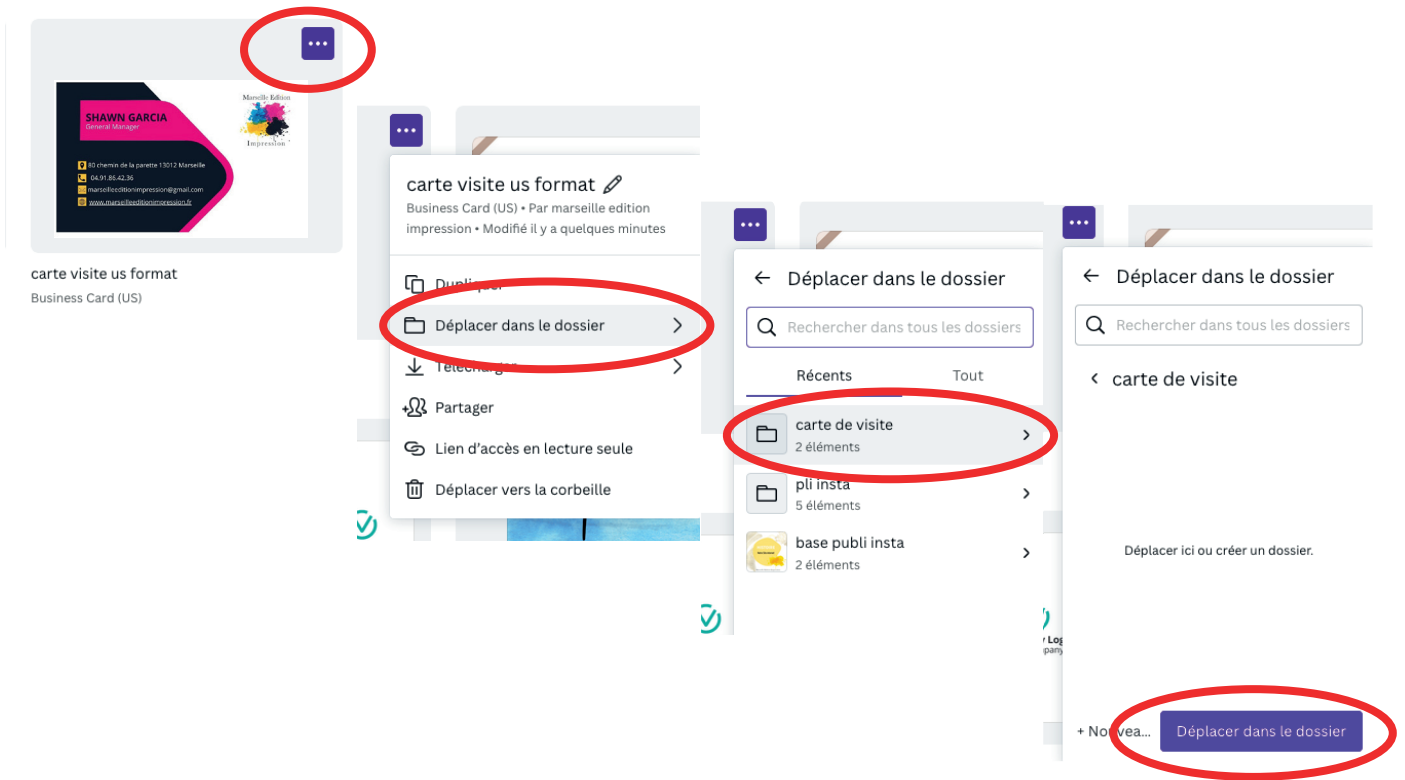 Marseille Edition
Impression
SHAWN GARCIA
General Manager
80 chemin de la parette 13012 Marseille
04.91.86.42.36
marseilleeditionimpression@gmail.com
www.marseilleeditionimpression.fr
carte visite us format
Business Card (US)
carte visite us format
Business Card (US) • Par marseille edition
impression • Modifié il y a quelques minutes
Dupliquer
Déplacer dans le dossier
Télécharger
Partager
Lien d'accès en lecture seule
Déplacer vers la corbeille
Déplacer dans le dossier
Rechercher dans tous les dossiers
Récents Tout
carte de visite
2 éléments
pli insta
5 éléments
base publi insta
2 éléments
Déplacer dans le dossier
Rechercher dans tous les dossiers
carte de visite
Déplacer ici ou créer un dossier.
+ Nouvea... Déplacer dans le dossier